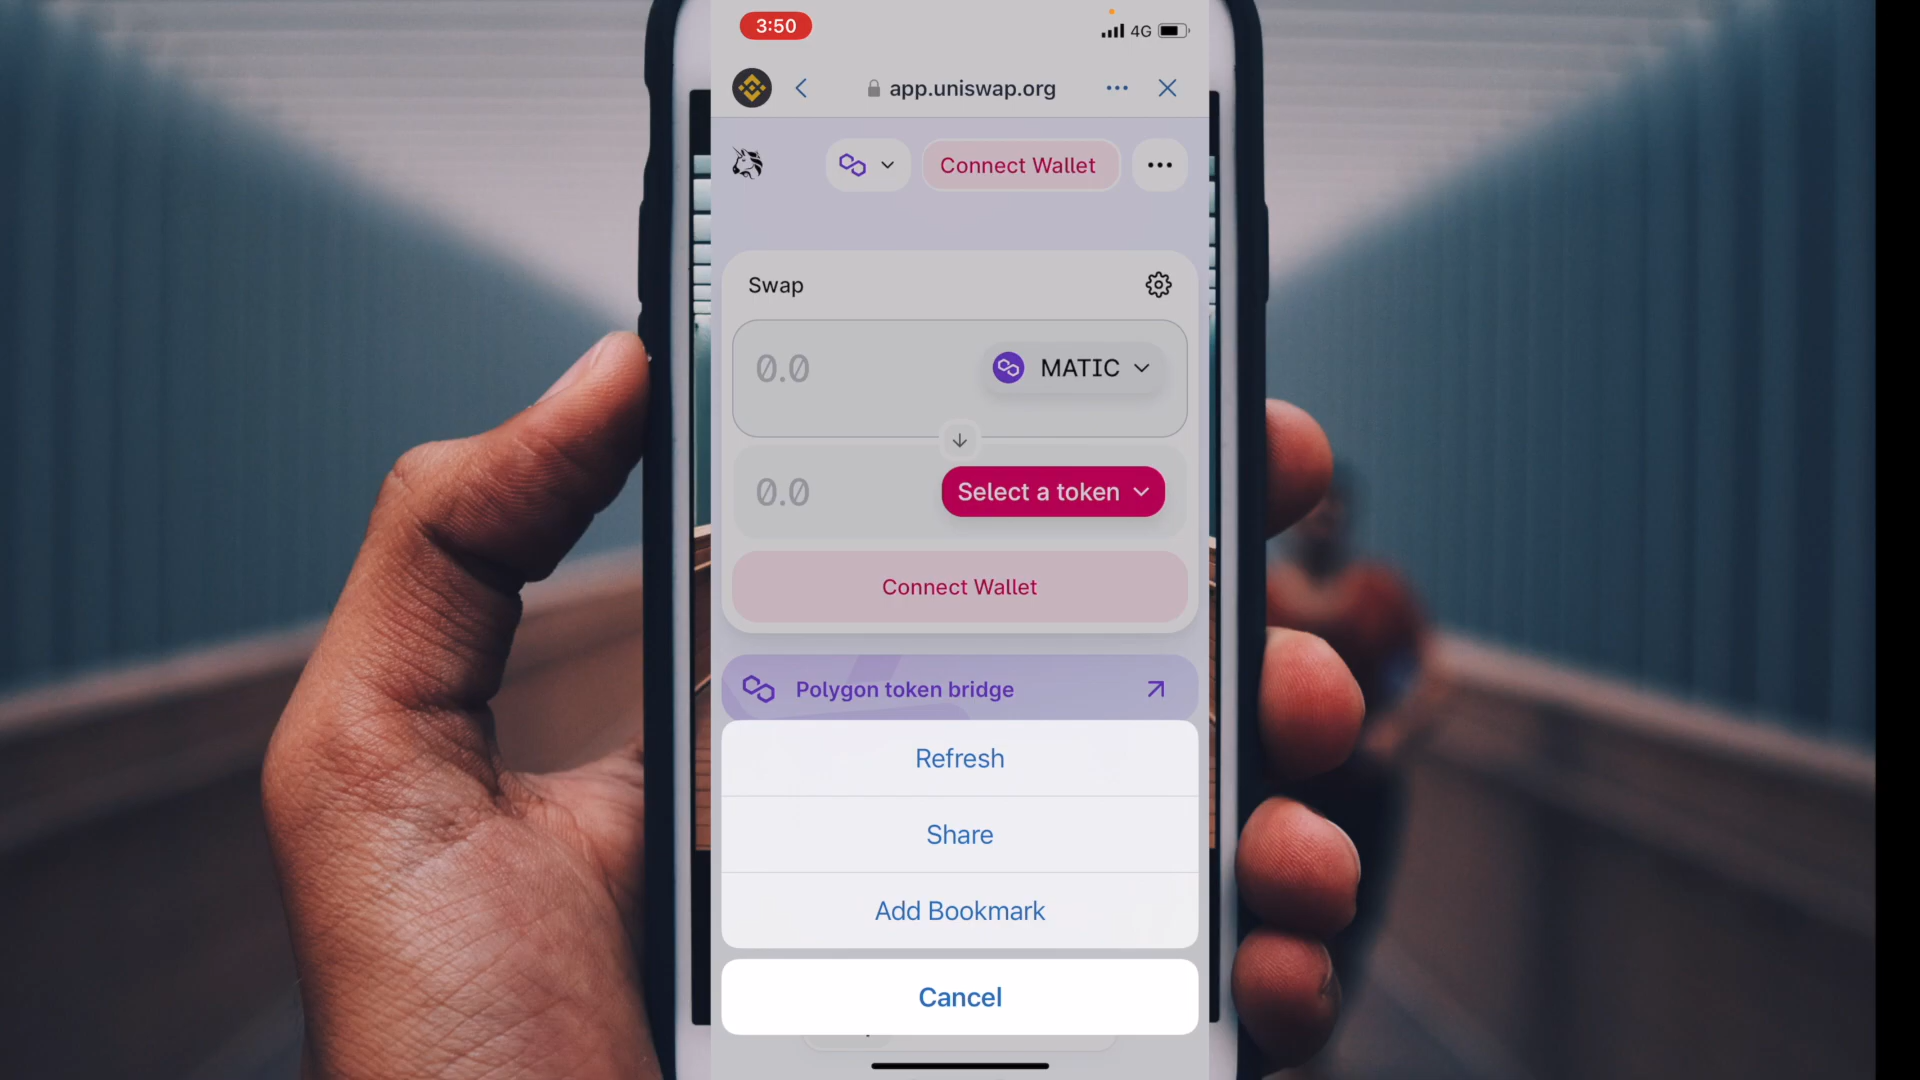 3:50
4G
app.uniswap.org
Connect Wallet
Swap
0.0
MATIC
0.0
Select a token
Connect Wallet
Polygon token bridge
Refresh
Share
Add Bookmark
Cancel